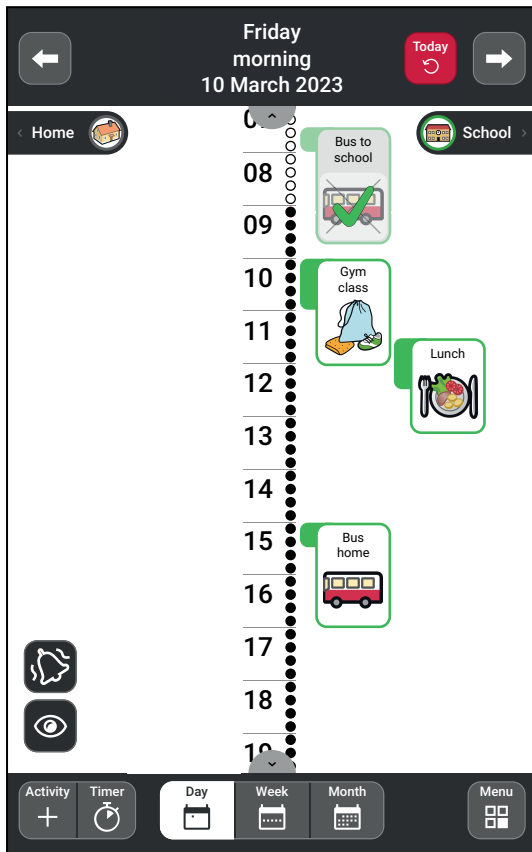 Friday
morning
10 March 2023
Today
Home
School
08
09
10
11
12
13
14
15
16
17
18
Bus to
school
Gym
class
Lunch
Bus
home
Activity
Timer
Day
Week
Month
Menu